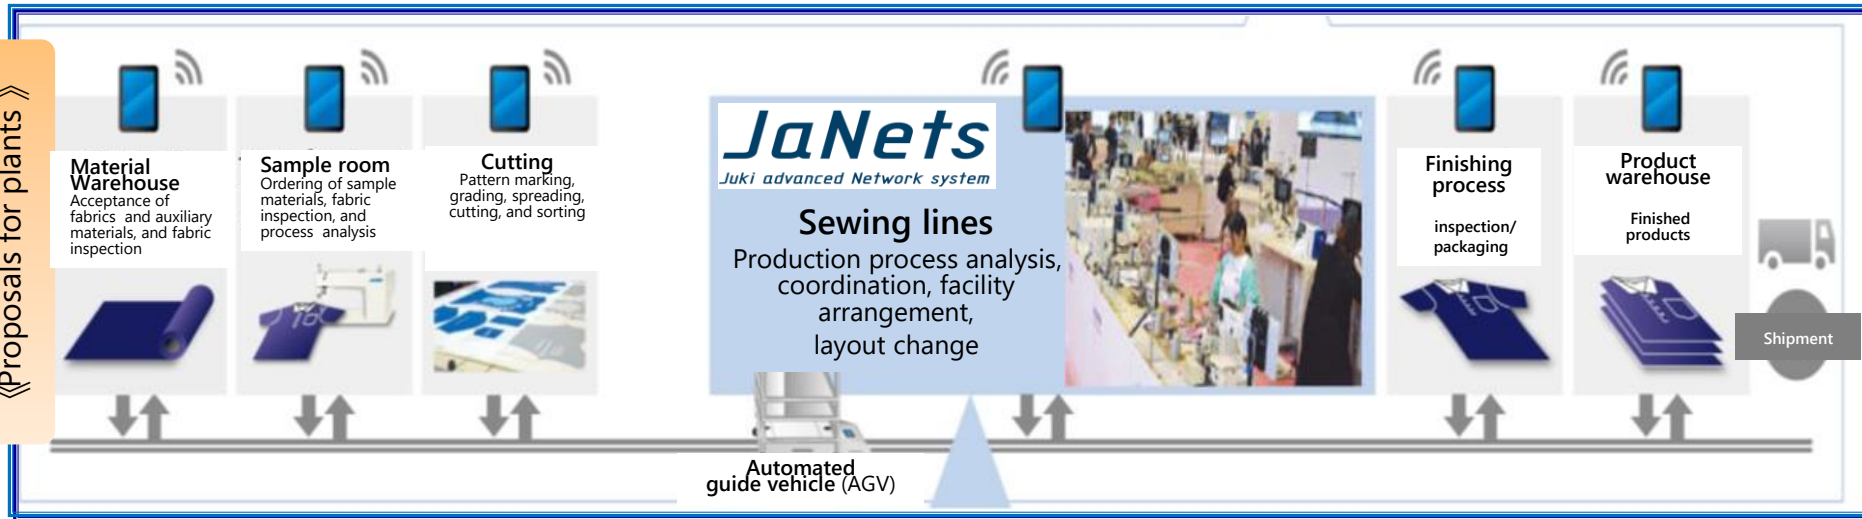 《Proposals for plants》
Material
Warehouse
Acceptance of
fabrics and auxiliary
materials, and fabric
inspection
Sample room
Ordering of sample
materials, fabric
inspection, and
process analysis
Cutting
Pattern marking,
grading, spreading,
cutting, and sorting
JaNets
Juki advanced Network system
Sewing lines
Production process analysis,
coordination, facility
arrangement,
layout change
Automated
guide vehicle (AGV)
Finishing
process
inspection/
packaging
Product
warehouse
Finished
products
Shipment